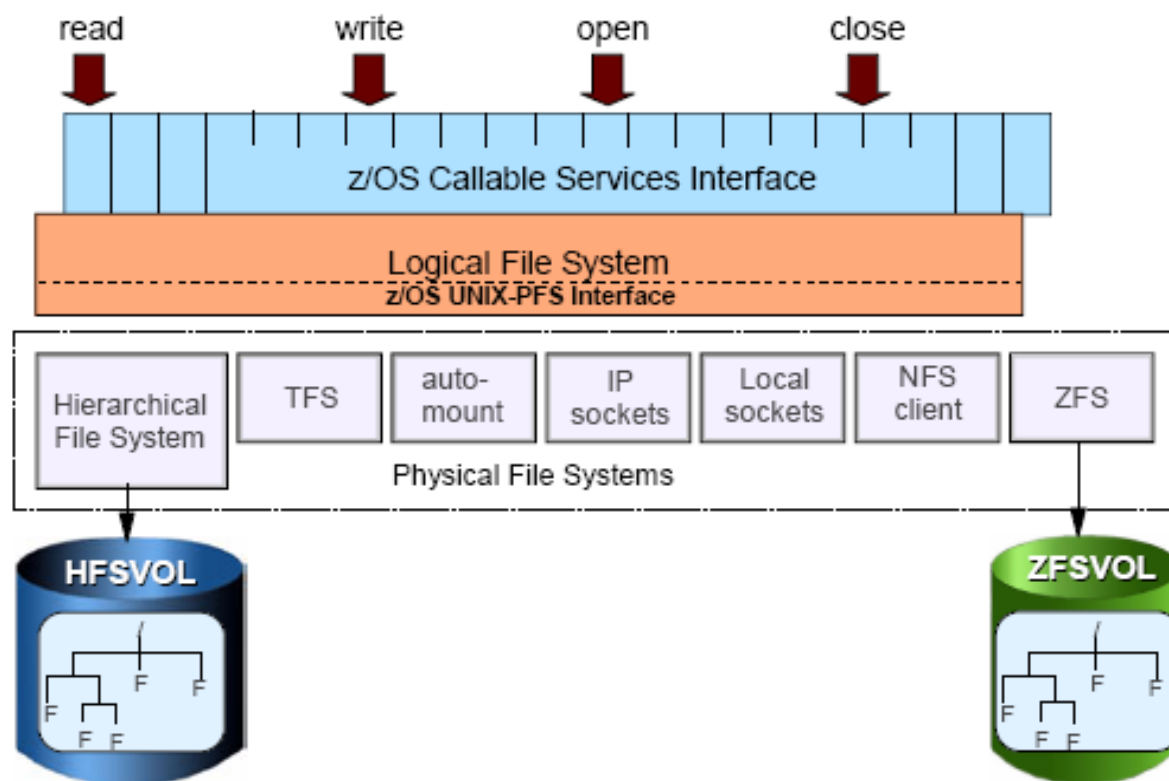 read write open close
z/OS Callable Services Interface
Logical File System
z/OS UNIX-PFS Interface
Hierarchical
File System
TFS
auto-
mount
IP
sockets
Local
sockets
NFS
client
ZFS
Physical File Systems
HFSVOL
/
F
F
F
F
F
ZFSVOL
/
F
F
F
F
F